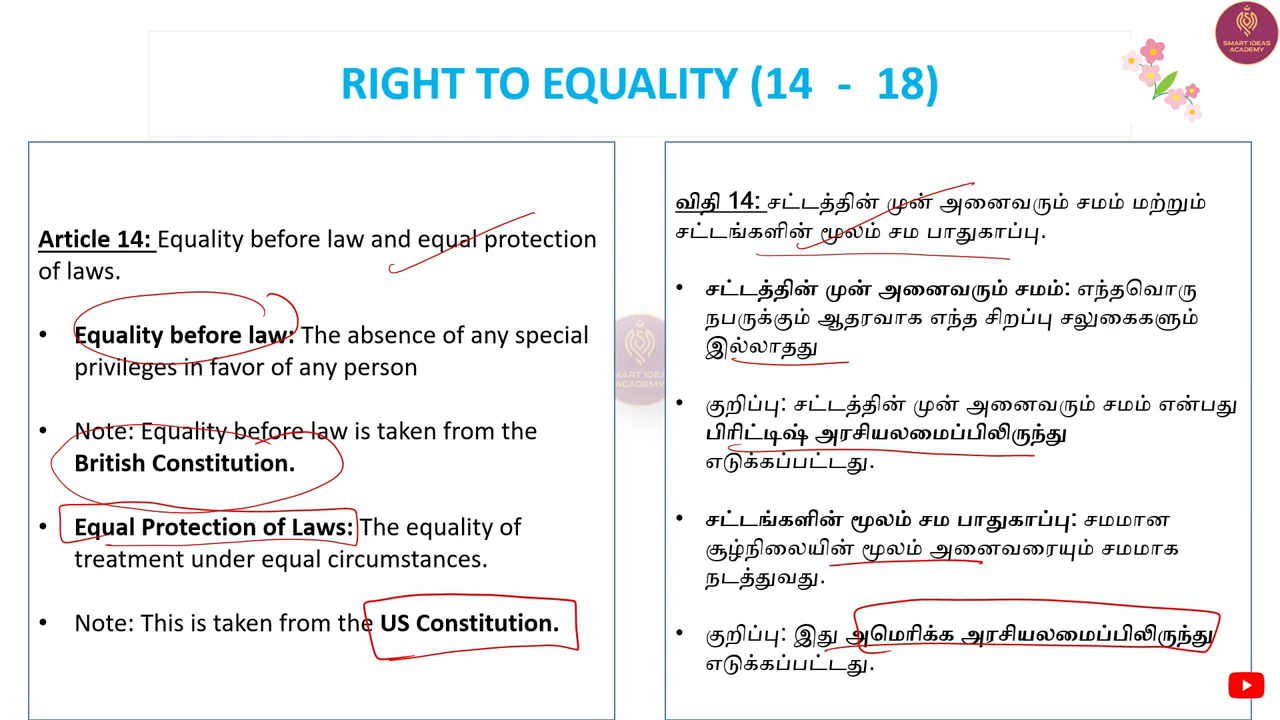 SMART IDEAS
ACADEMY
RIGHT TO EQUALITY (14 - 18)
Article 14: Equality before law and equal protection
of laws.
• Equality before law: The absence of any special
privileges in favor of any person
Note: Equality before law is taken from the
British Constitution.
• Equal Protection of Laws: The equality of
treatment under equal circumstances.
• Note: This is taken from the US Constitution.
விதி 14: சட்டத்தின் முன் அனைவரும் சமம் மற்றும்
சட்டங்களின் மூலம் சம பாதுகாப்பு.
• சட்டத்தின் முன் அனைவரும் சமம்: எந்தவொரு
நபருக்கும் ஆதரவாக எந்த சிறப்பு சலுகைகளும்
இல்லாதது
• குறிப்பு: சட்டத்தின் முன் அனைவரும் சமம் என்பது
பிரிட்டிஷ் அரசியலமைப்பிலிருந்து
எடுக்கப்பட்டது.
• சட்டங்களின் மூலம் சம பாதுகாப்பு: சமமான
சூழ்நிலையின் மூலம் அனைவரையும் சமமாக
நடத்துவது.
• குறிப்பு: இது அமெரிக்க அரசியலமைப்பிலிருந்து
எடுக்கப்பட்டது.